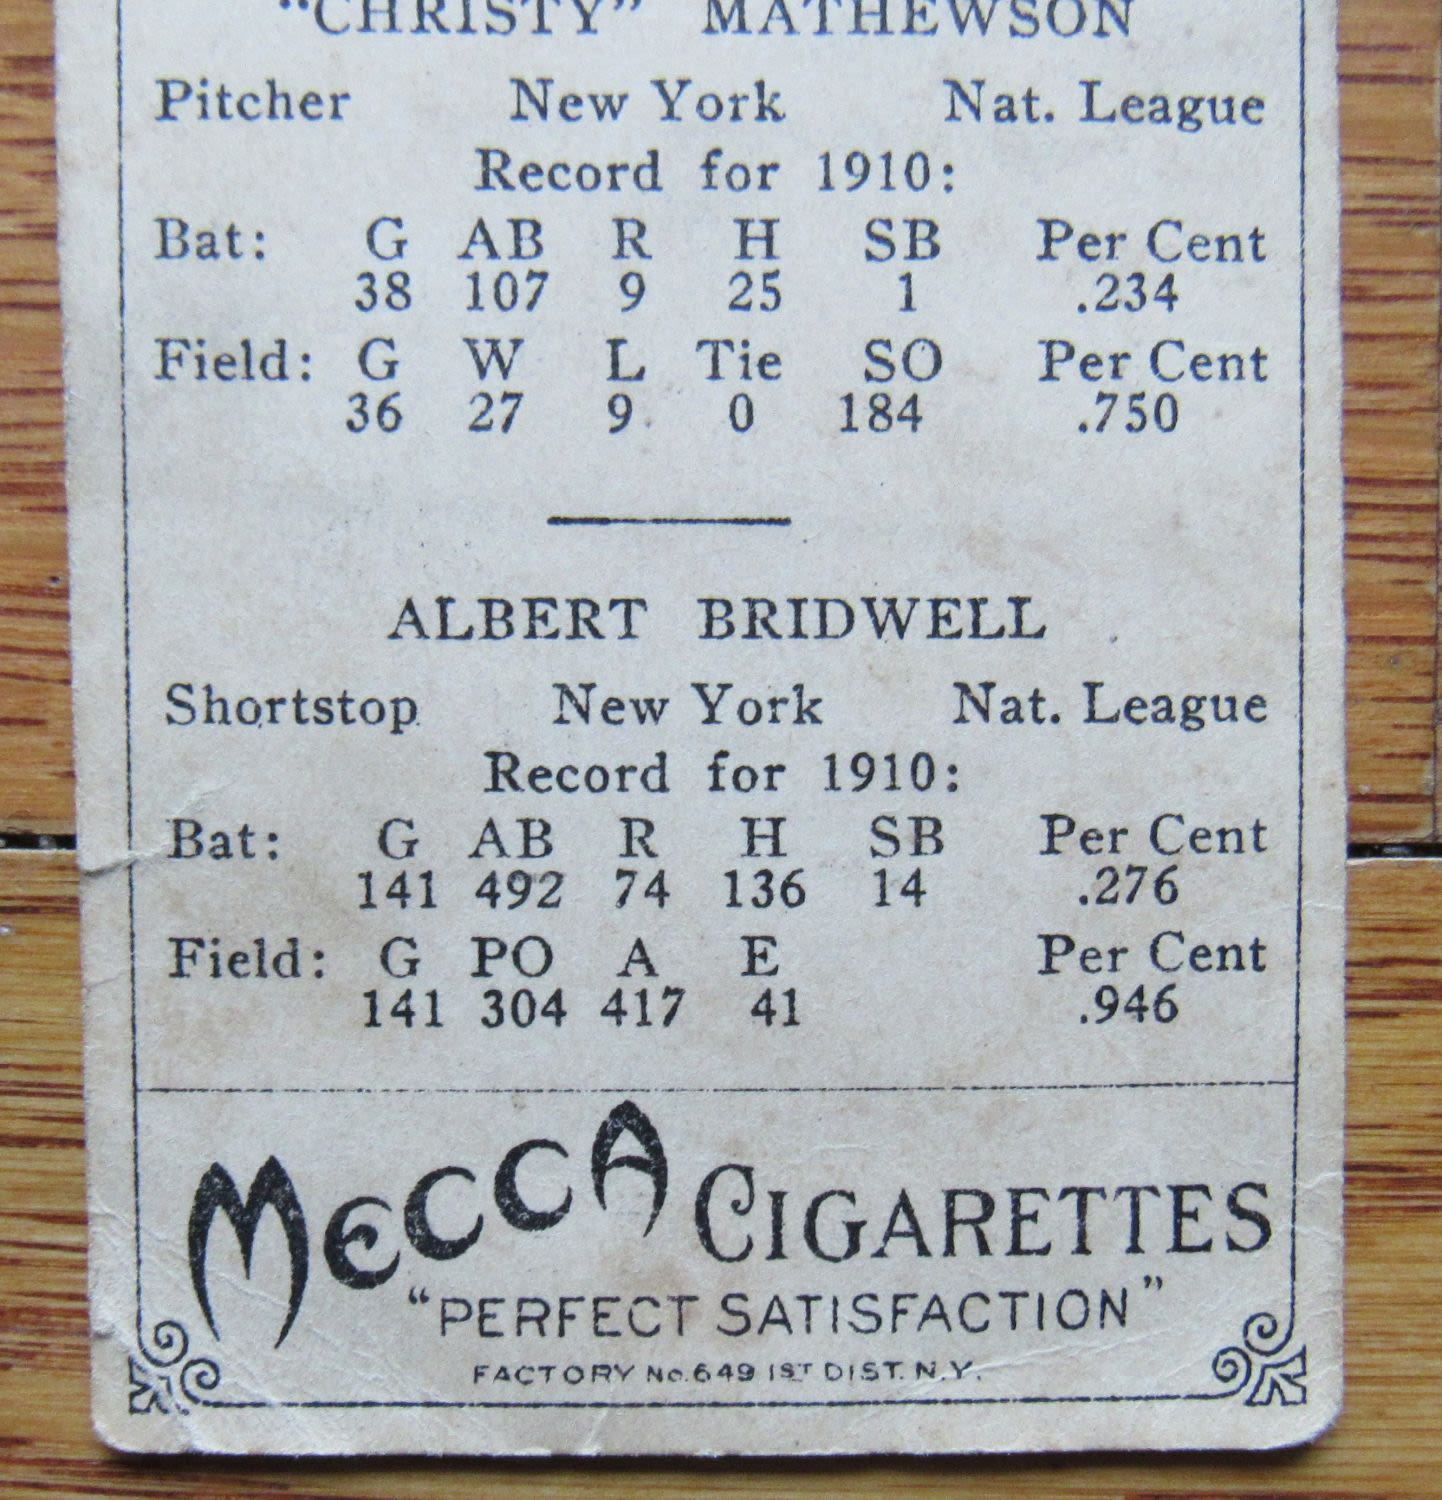 "CHRISTY" MATHEWSON
Pitcher New York Nat. League
Record for 1910:
Bat: G AB R H SB Per Cent
38 107 9 25 1 .234
Field: G W L Tie SO Per Cent
36 27 9 0 184 .750
ALBERT BRIDWELL
Shortstop New York Nat. League
Record for 1910:
Bat: G AB R H SB Per Cent
141 492 74 136 14 .276
Field: G PO A E Per Cent
141 304 417 41 .946
MECCA CIGARETTES
"PERFECT SATISFACTION"
FACTORY No. 649 1ST DIST. N.Y.